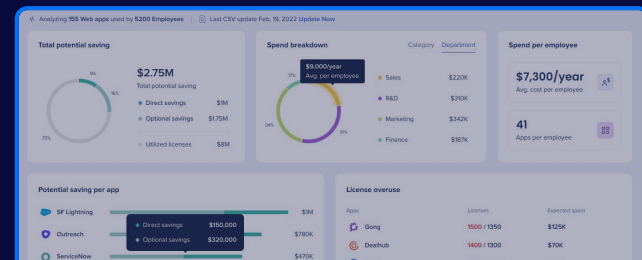 Analyzing 155 Web apps used by 5200 Employees | Last CSV update Feb, 19, 2022 Update Now
Total potential saving
9%
16%
75%
$2.75M
Total potential saving
Direct savings $1M
Optional savings $1.75M
Utilized licenses $8M
Spend breakdown
Category Department
$9,000/year
Avg. per employee
17%
34%
31%
Sales $220K
R&D $310K
Marketing $342K
Finance $187K
Spend per employee
$7,300/year
Avg. cost per employee
41
Apps per employee
Potential saving per app
SF Lightning $1M
Outreach $780K
ServiceNow $470K
Direct savings $150,000
Optional savings $320,000
License overuse
Apps Licenses Expected spent
Gong 1500 / 1350 $125K
Dealhub 1400 / 1300 $70K